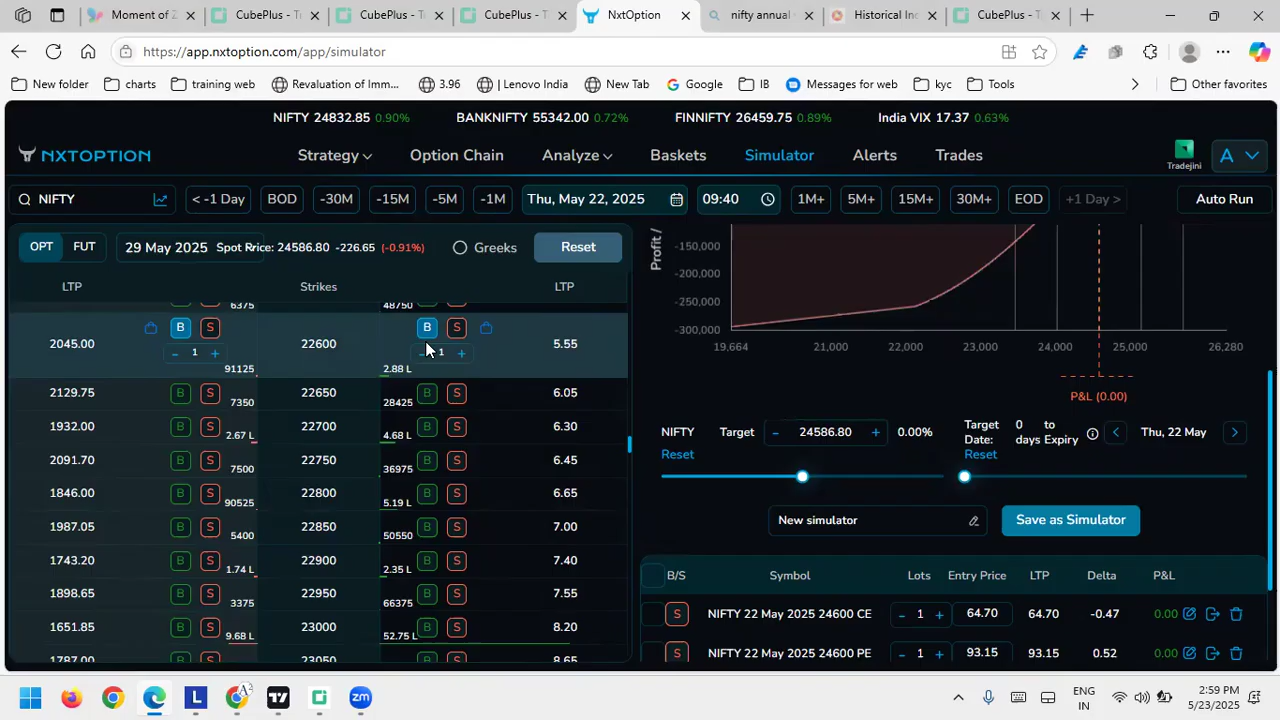 Moment of Z
CubePlus - Tr
CubePlus - Tr
CubePlus - Tr
NxtOption
nifty annual
Historical Inc
CubePlus - Tr
https://app.nxtoption.com/app/simulator
New folder
charts
training web
Revaluation of Imm...
3.96
| Lenovo India
New Tab
Google
IB
Messages for web
kyc
Tools
Other favorites
NIFTY 24832.85 0.90%
BANKNIFTY 55342.00 0.72%
FINNIFTY 26459.75 0.89%
India VIX 17.37 0.63%
NXTOPTION
Strategy
Option Chain
Analyze
Baskets
Simulator
Alerts
Trades
Tradejini
A
NIFTY
< -1 Day
BOD
-30M
-15M
-5M
-1M
Thu, May 22, 2025
09:40
1M+
5M+
15M+
30M+
EOD
+1 Day >
Auto Run
OPT
FUT
29 May 2025
Spot Price: 24586.80 -226.65 (-0.91%)
Greeks
Reset
LTP
Strikes
LTP
6375
48750
2045.00 B S 22600 B S 5.55
- 1 +
- 1 +
91125
2.88 L
2129.75 B S 22650 B S 6.05
7350
28425
1932.00 B S 22700 B S 6.30
2.67 L
4.68 L
2091.70 B S 22750 B S 6.45
7500
36975
1846.00 B S 22800 B S 6.65
90525
5.19 L
1987.05 B S 22850 B S 7.00
5400
50550
1743.20 B S 22900 B S 7.40
1.74 L
2.35 L
1898.65 B S 22950 B S 7.55
3375
66375
1651.85 B S 23000 B S 8.20
9.68 L
52.75 L
1787.00 23050 8.65
Profit /
-150,000
-200,000
-250,000
-300,000
19,664
21,000
22,000
23,000
24,000
25,000
26,280
P&L (0.00)
NIFTY
Reset
Target
- 24586.80 +
0.00%
Target Date:
Reset
0 to
days Expiry
Thu, 22 May
New simulator
Save as Simulator
B/S
Symbol
Lots
Entry Price
LTP
Delta
P&L
S NIFTY 22 May 2025 24600 CE - 1 + 64.70 64.70 -0.47 0.00
S NIFTY 22 May 2025 24600 PE - 1 + 93.15 93.15 0.52 0.00
ENG
IN
2:59 PM
5/23/2025